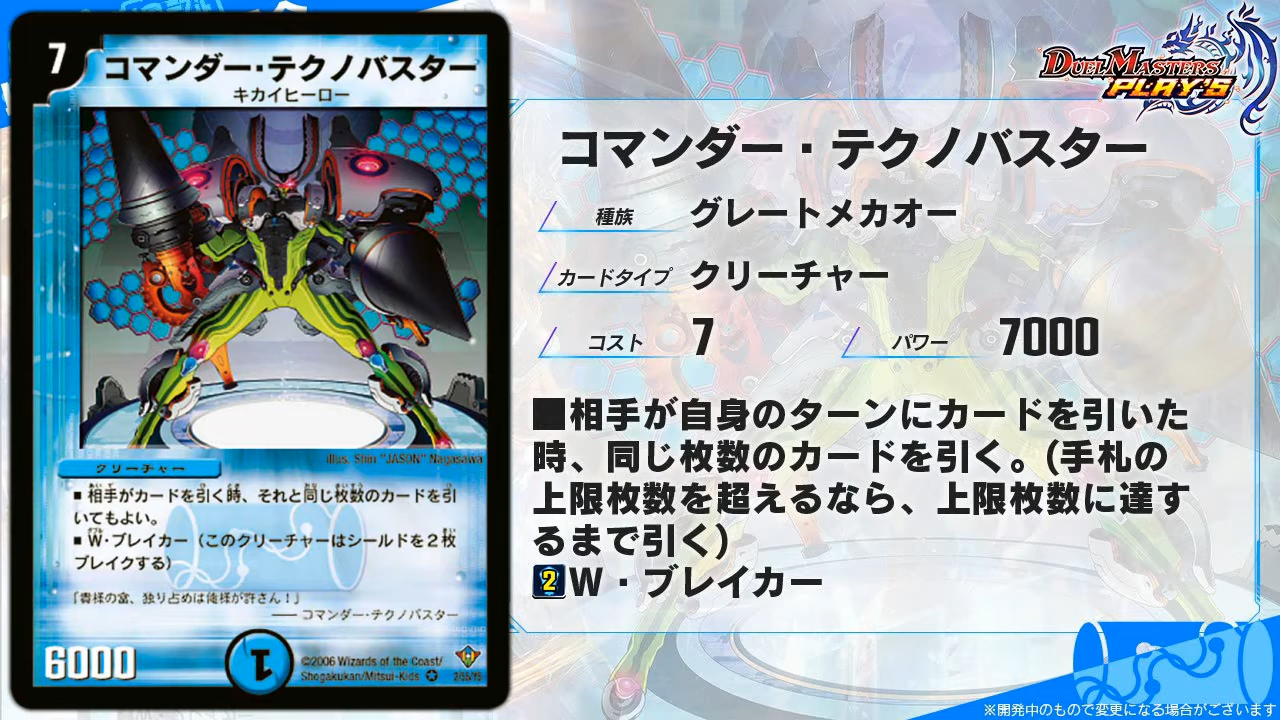 7
コマンダー・テクノバスター
キカイヒーロー
illus. Shin "JASON" Nagasawa
クリーチャー
■ 相手がカードを引く時、それと同じ枚数のカードを引
いてもよい。
■ W・ブレイカー（このクリーチャーはシールドを２枚
ブレイクする）
「貴様の富、独り占めは俺様が許さん！」
―― コマンダー・テクノバスター
6000
1
©2006 Wizards of the Coast/
Shogakukan/Mitsui-Kids
DUEL MASTERS
PLAY'S
コマンダー・テクノバスター
種族 グレートメカオー
カードタイプ クリーチャー
コスト 7 パワー 7000
■相手が自身のターンにカードを引いた
時、同じ枚数のカードを引く。(手札の
上限枚数を超えるなら、上限枚数に達す
るまで引く)
2 W・ブレイカー
※開発中のもので変更になる場合がございます